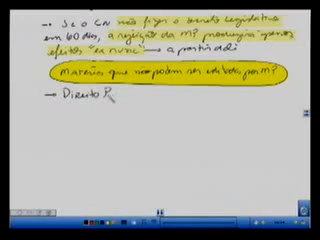 - Se o CN não fizer o decreto legislativo
em 60 dias, a rejeição da MP produzirá apenas
efeitos "ex nunc" → a partir dali
matérias que não podem ser editadas por MP
→ Direito P